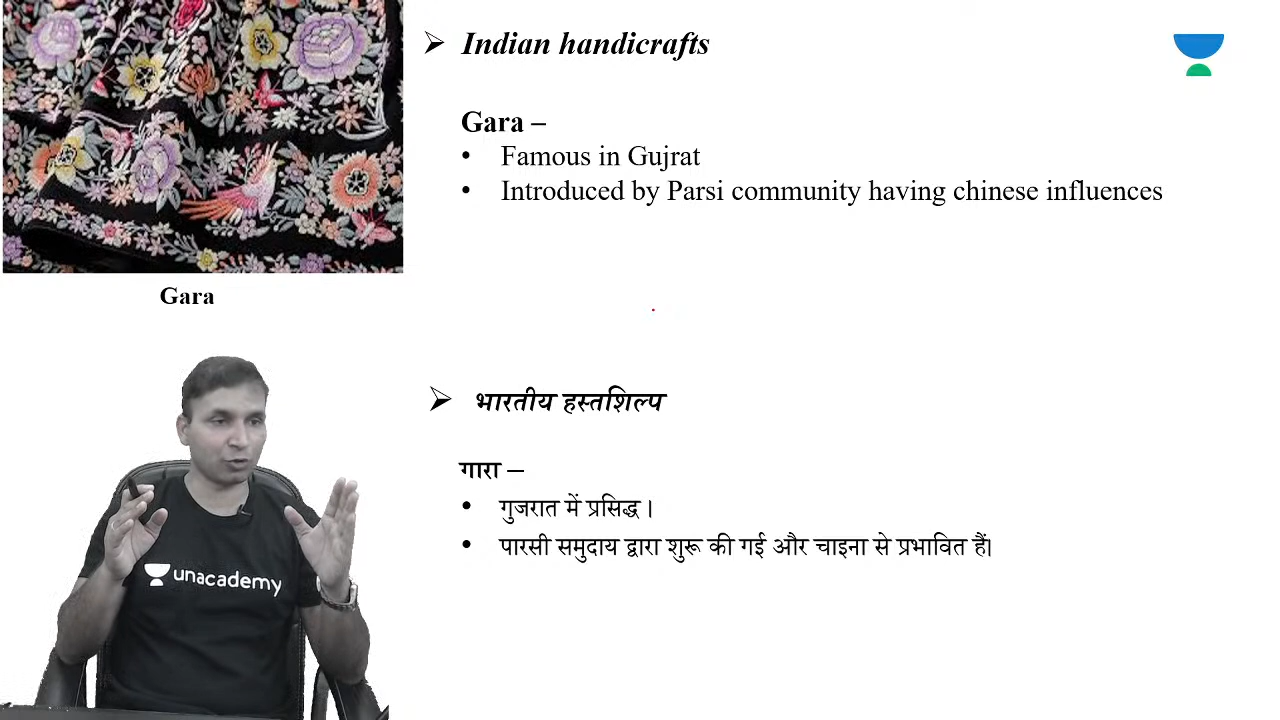 Indian handicrafts
Gara –
Famous in Gujrat
Introduced by Parsi community having chinese influences
Gara
भारतीय हस्तशिल्प
गारा –
गुजरात में प्रसिद्ध ।
पारसी समुदाय द्वारा शुरू की गई और चाइना से प्रभावित हैं।
unacademy